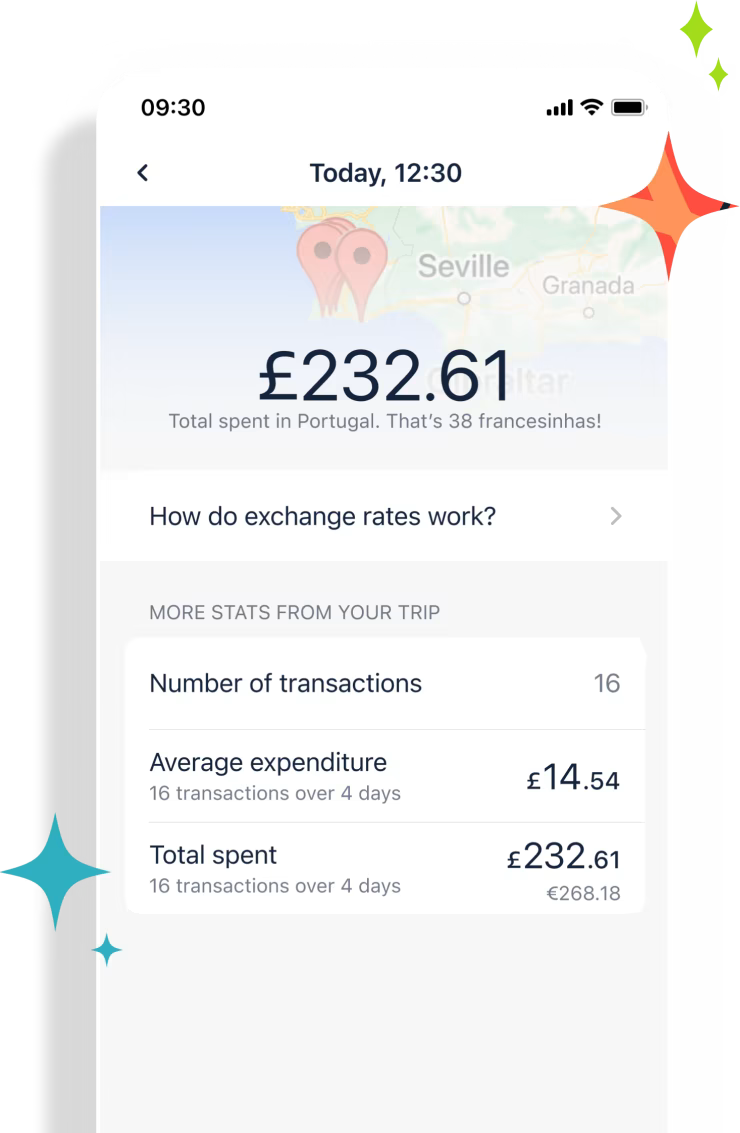 09:30
Today, 12:30
Seville
Granada
Gibraltar
£232.61
Total spent in Portugal. That’s 38 francesinhas!
How do exchange rates work?
MORE STATS FROM YOUR TRIP
Number of transactions 16
Average expenditure £14.54
16 transactions over 4 days
Total spent £232.61
16 transactions over 4 days €268.18